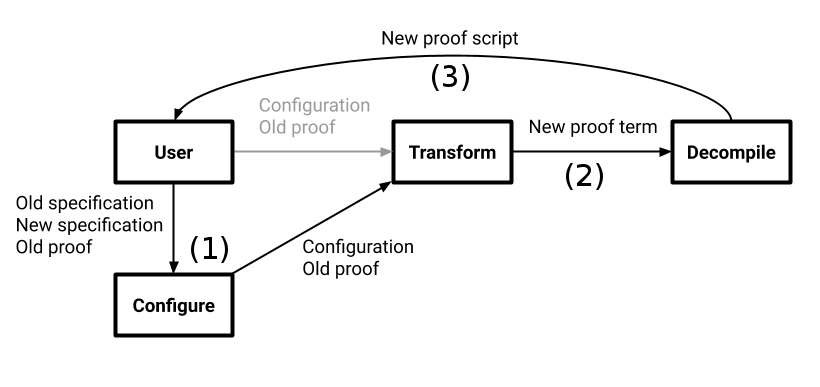 New proof script
(3)
Configuration
Old proof
New proof term
User
Transform
Decompile
(2)
Old specification
New specification
Old proof
(1)
Configuration
Old proof
Configure